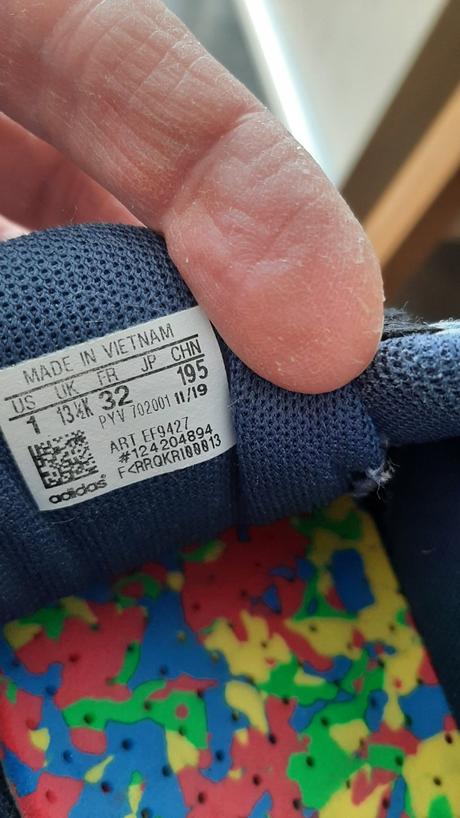 MADE IN VIETNAM
US UK FR JP CHN
1 13½K 32 195
PYV 702001 11/19
ART EF9427
#124204894
F<RRQKRI00013
adidas